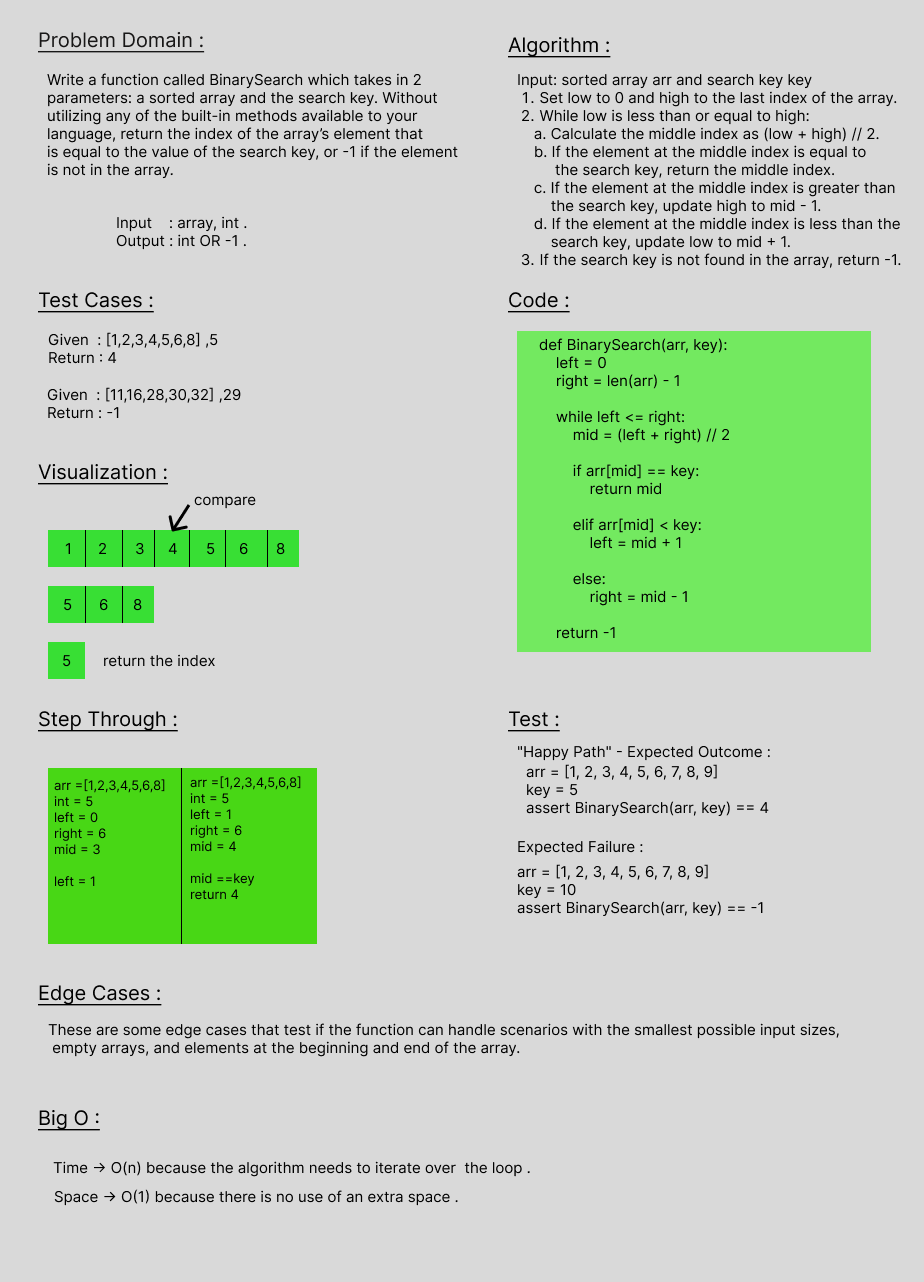 Problem Domain :
Write a function called BinarySearch which takes in 2
parameters: a sorted array and the search key. Without
utilizing any of the built-in methods available to your
language, return the index of the array’s element that
is equal to the value of the search key, or -1 if the element
is not in the array.
Input : array, int .
Output : int OR -1 .
Algorithm :
Input: sorted array arr and search key key
1. Set low to 0 and high to the last index of the array.
2. While low is less than or equal to high:
a. Calculate the middle index as (low + high) // 2.
b. If the element at the middle index is equal to
the search key, return the middle index.
c. If the element at the middle index is greater than
the search key, update high to mid - 1.
d. If the element at the middle index is less than the
search key, update low to mid + 1.
3. If the search key is not found in the array, return -1.
Test Cases :
Given : [1,2,3,4,5,6,8] ,5
Return : 4
Given : [11,16,28,30,32] ,29
Return : -1
Code :
def BinarySearch(arr, key):
left = 0
right = len(arr) - 1
while left <= right:
mid = (left + right) // 2
if arr[mid] == key:
return mid
elif arr[mid] < key:
left = mid + 1
else:
right = mid - 1
return -1
Visualization :
compare
1 2 3 4 5 6 8
5 6 8
5 return the index
Step Through :
arr =[1,2,3,4,5,6,8]
int = 5
left = 0
right = 6
mid = 3
left = 1
arr =[1,2,3,4,5,6,8]
int = 5
left = 1
right = 6
mid = 4
mid ==key
return 4
Test :
"Happy Path" - Expected Outcome :
arr = [1, 2, 3, 4, 5, 6, 7, 8, 9]
key = 5
assert BinarySearch(arr, key) == 4
Expected Failure :
arr = [1, 2, 3, 4, 5, 6, 7, 8, 9]
key = 10
assert BinarySearch(arr, key) == -1
Edge Cases :
These are some edge cases that test if the function can handle scenarios with the smallest possible input sizes,
empty arrays, and elements at the beginning and end of the array.
Big O :
Time -> O(n) because the algorithm needs to iterate over the loop .
Space -> O(1) because there is no use of an extra space .